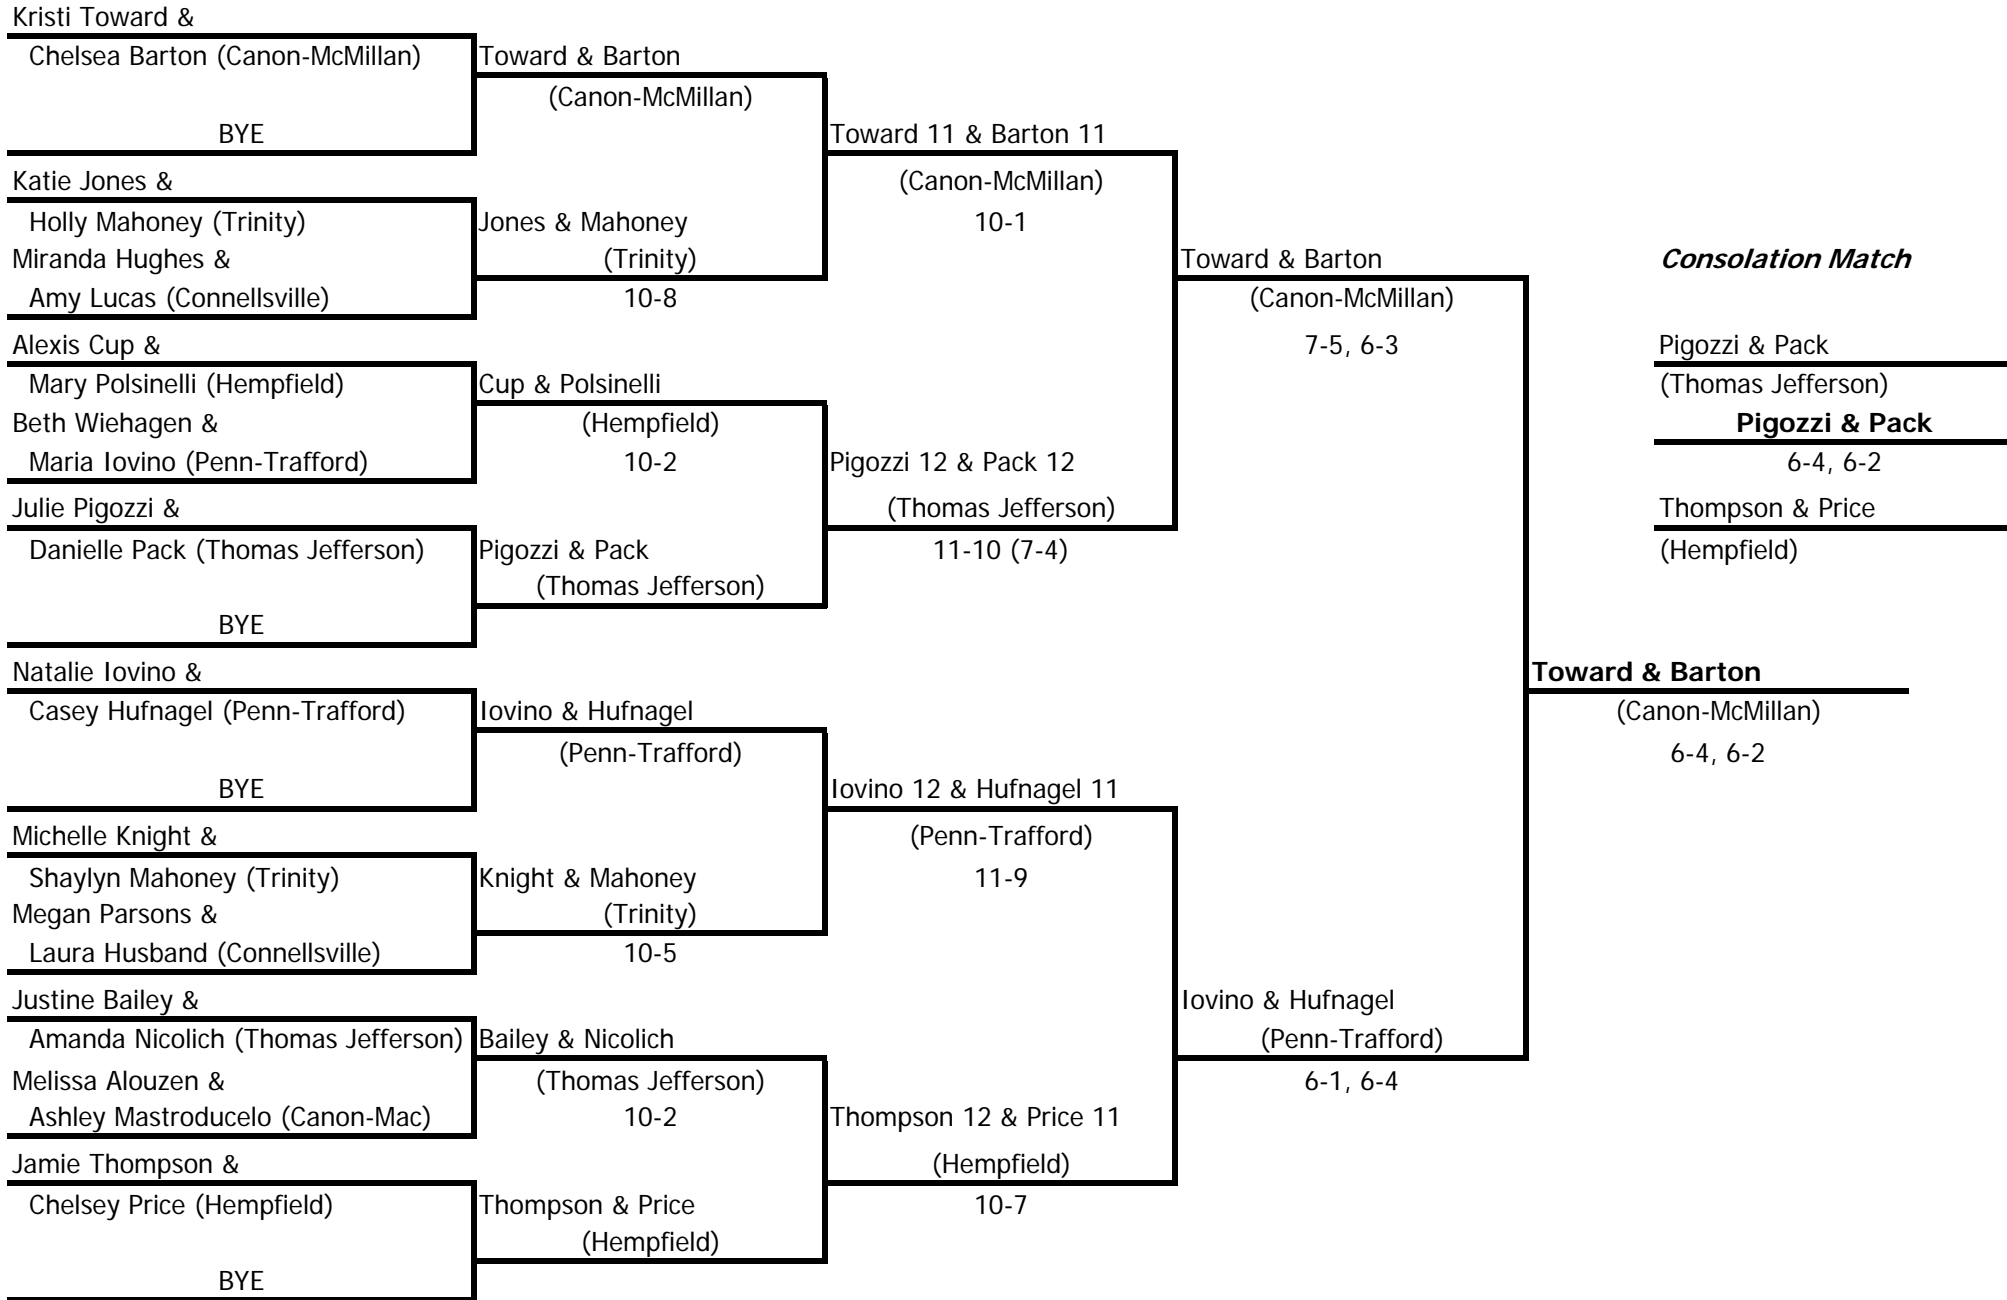 Kristi Toward &
Chelsea Barton (Canon-McMillan)
BYE
Katie Jones &
Holly Mahoney (Trinity)
Miranda Hughes &
Amy Lucas (Connellsville)
Alexis Cup &
Mary Polsinelli (Hempfield)
Beth Wiehagen &
Maria Iovino (Penn-Trafford)
Julie Pigozzi &
Danielle Pack (Thomas Jefferson)
BYE
Natalie Iovino &
Casey Hufnagel (Penn-Trafford)
BYE
Michelle Knight &
Shaylyn Mahoney (Trinity)
Megan Parsons &
Laura Husband (Connellsville)
Justine Bailey &
Amanda Nicolich (Thomas Jefferson)
Melissa Alouzen &
Ashley Mastroducelo (Canon-Mac)
Jamie Thompson &
Chelsey Price (Hempfield)
BYE
Toward & Barton
(Canon-McMillan)
Jones & Mahoney
(Trinity)
10-8
Cup & Polsinelli
(Hempfield)
10-2
Pigozzi & Pack
(Thomas Jefferson)
Iovino & Hufnagel
(Penn-Trafford)
Knight & Mahoney
(Trinity)
10-5
Bailey & Nicolich
(Thomas Jefferson)
10-2
Thompson & Price
(Hempfield)
Toward 11 & Barton 11
(Canon-McMillan)
10-1
Pigozzi 12 & Pack 12
(Thomas Jefferson)
11-10 (7-4)
Iovino 12 & Hufnagel 11
(Penn-Trafford)
11-9
Thompson 12 & Price 11
(Hempfield)
10-7
Toward & Barton
(Canon-McMillan)
7-5, 6-3
Iovino & Hufnagel
(Penn-Trafford)
6-1, 6-4
Toward & Barton
(Canon-McMillan)
6-4, 6-2
Consolation Match
Pigozzi & Pack
(Thomas Jefferson)
Pigozzi & Pack
6-4, 6-2
Thompson & Price
(Hempfield)